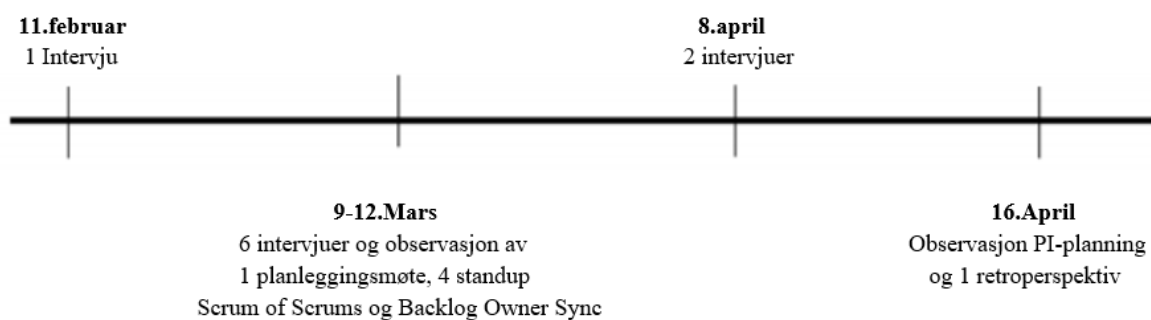 11.februar
1 Intervju
8.april
2 intervjuer
9-12.Mars
6 intervjuer og observasjon av
1 planleggingsmøte, 4 standup
Scrum of Scrums og Backlog Owner Sync
16.April
Observasjon PI-planning
og 1 retroperspektiv